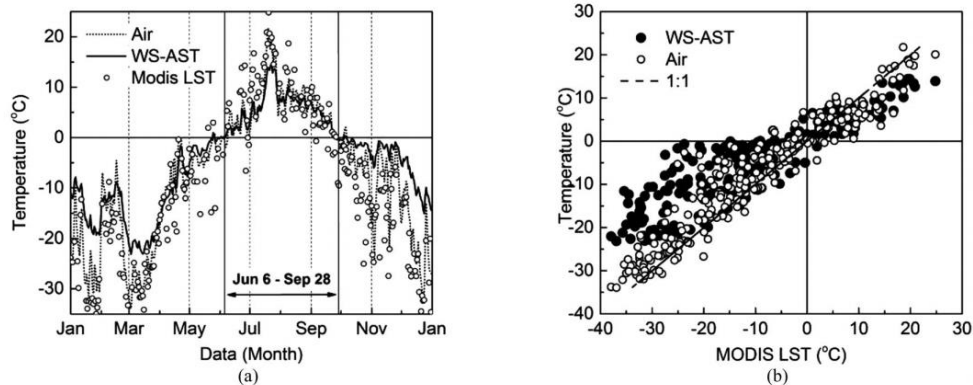 20
10
0
-10
-20
-30
Temperature (°C)
Air
WS-AST
Modis LST
Jun 6 - Sep 28
Jan Mar May Jul Sep Nov Jan
Data (Month)
(a)
40
30
20
10
0
-10
-20
-30
-40
Temperature (°C)
WS-AST
Air
1:1
-40 -30 -20 -10 0 10 20 30
MODIS LST (°C)
(b)